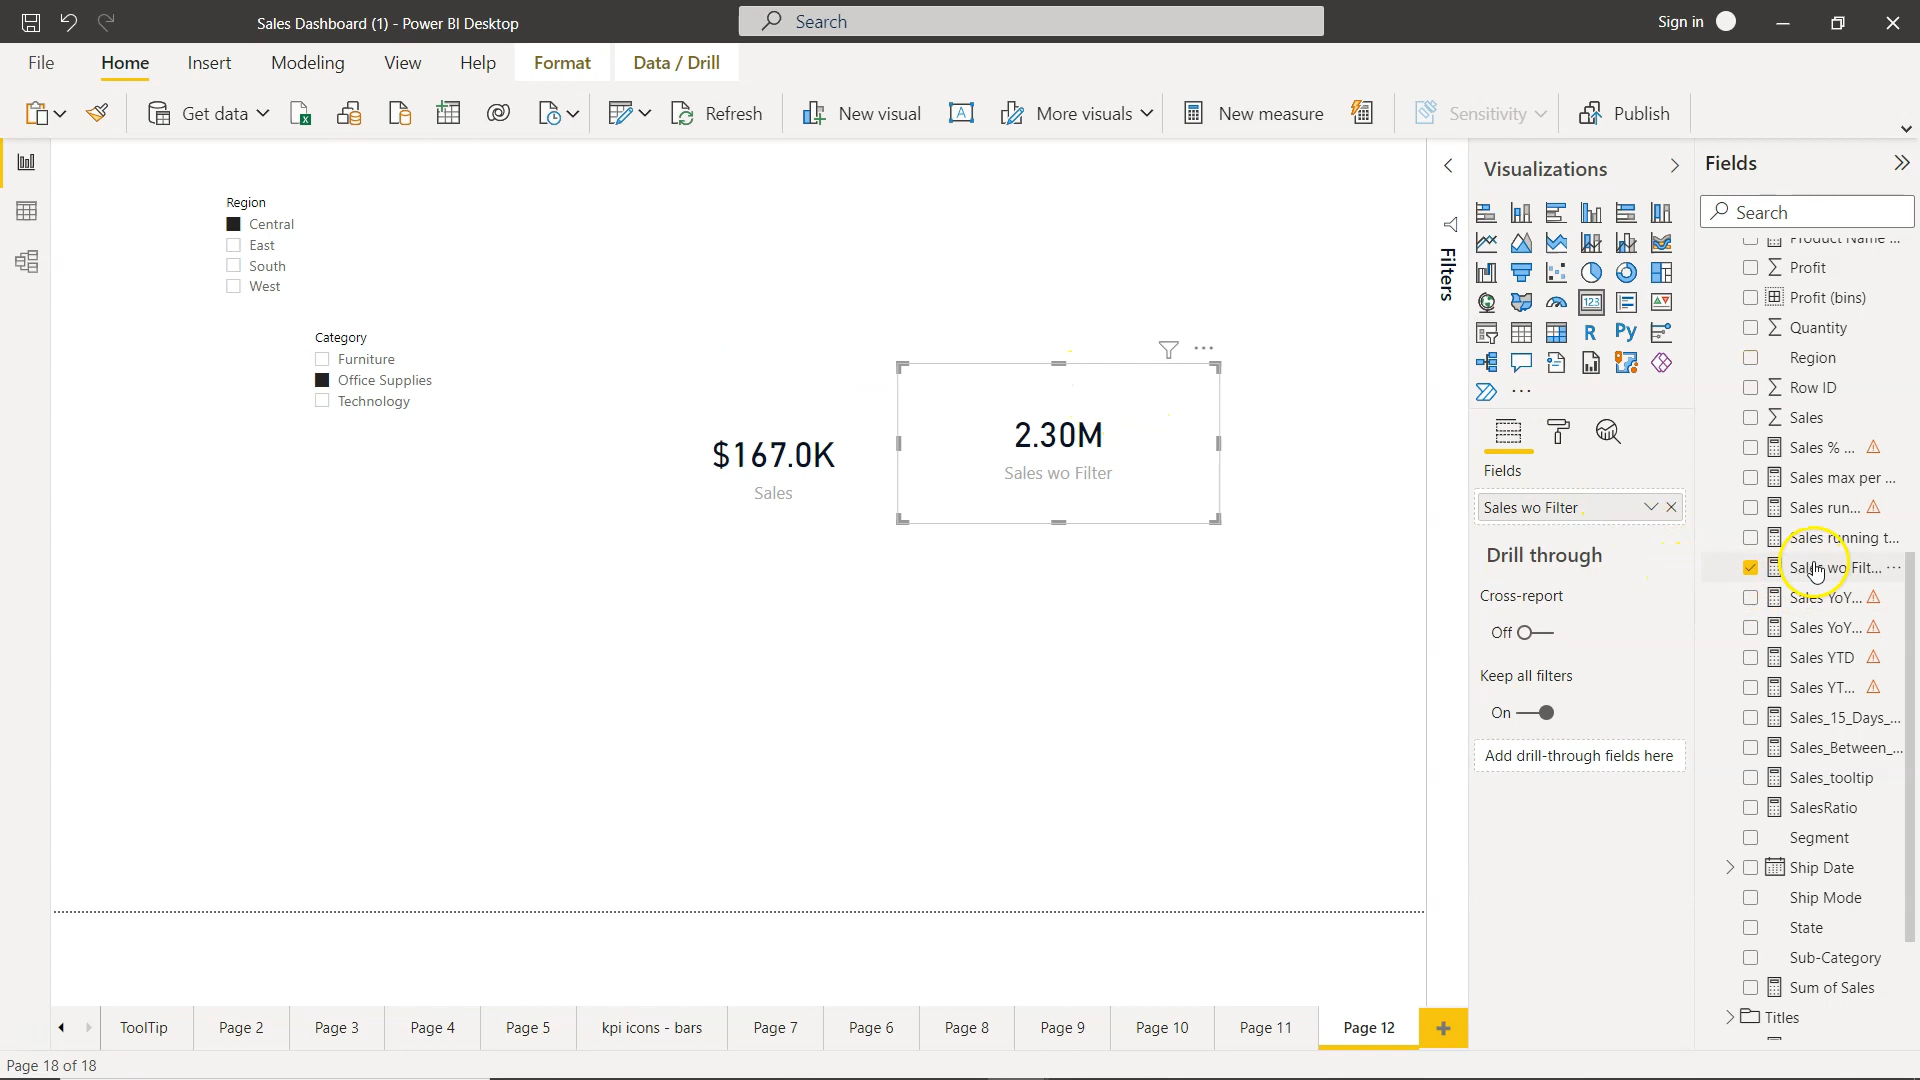 Sales Dashboard (1) - Power BI Desktop
Search
Sign in
File
Home
Insert
Modeling
View
Help
Format
Data / Drill
Get data
Refresh
New visual
More visuals
New measure
Sensitivity
Publish
Region
Central
East
South
West
Category
Furniture
Office Supplies
Technology
$167.0K
Sales
2.30M
Sales wo Filter
Filters
Visualizations
123
R
Py
Fields
Sales wo Filter
Drill through
Cross-report
Off
Keep all filters
On
Add drill-through fields here
Fields
Search
Product Name ...
Profit
Profit (bins)
Quantity
Region
Row ID
Sales
Sales % ...
Sales max per ...
Sales run...
Sales running t...
Sales wo Filt...
Sales YoY...
Sales YoY...
Sales YTD
Sales YT...
Sales_15_Days_...
Sales_Between_...
Sales_tooltip
SalesRatio
Segment
Ship Date
Ship Mode
State
Sub-Category
Sum of Sales
Titles
ToolTip
Page 2
Page 3
Page 4
Page 5
kpi icons - bars
Page 7
Page 6
Page 8
Page 9
Page 10
Page 11
Page 12
Page 18 of 18